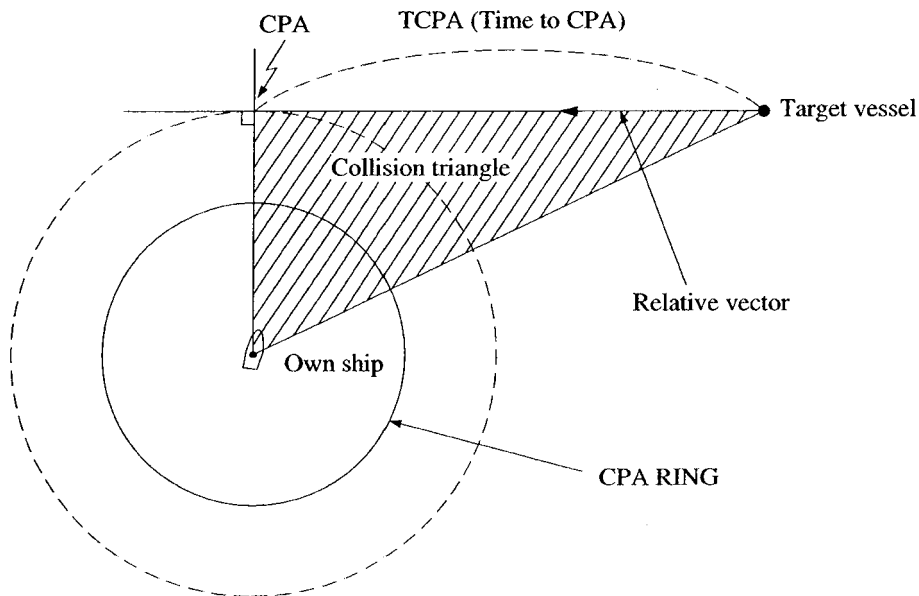 TCPA (Time to CPA)
CPA
Target vessel
Collision triangle
Relative vector
Own ship
CPA RING